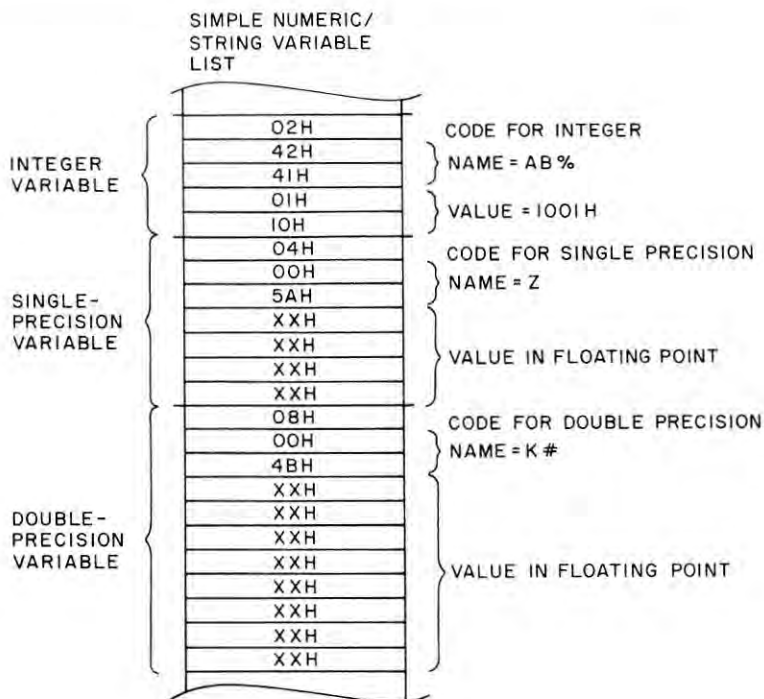 SIMPLE NUMERIC/
STRING VARIABLE
LIST
INTEGER
VARIABLE
02H
42H
41H
01H
10H
CODE FOR INTEGER
NAME = AB%
VALUE = 1001H
SINGLE-
PRECISION
VARIABLE
04H
00H
5AH
XXH
XXH
XXH
XXH
CODE FOR SINGLE PRECISION
NAME = Z
VALUE IN FLOATING POINT
DOUBLE-
PRECISION
VARIABLE
08H
00H
4BH
XXH
XXH
XXH
XXH
XXH
XXH
XXH
XXH
CODE FOR DOUBLE PRECISION
NAME = K#
VALUE IN FLOATING POINT